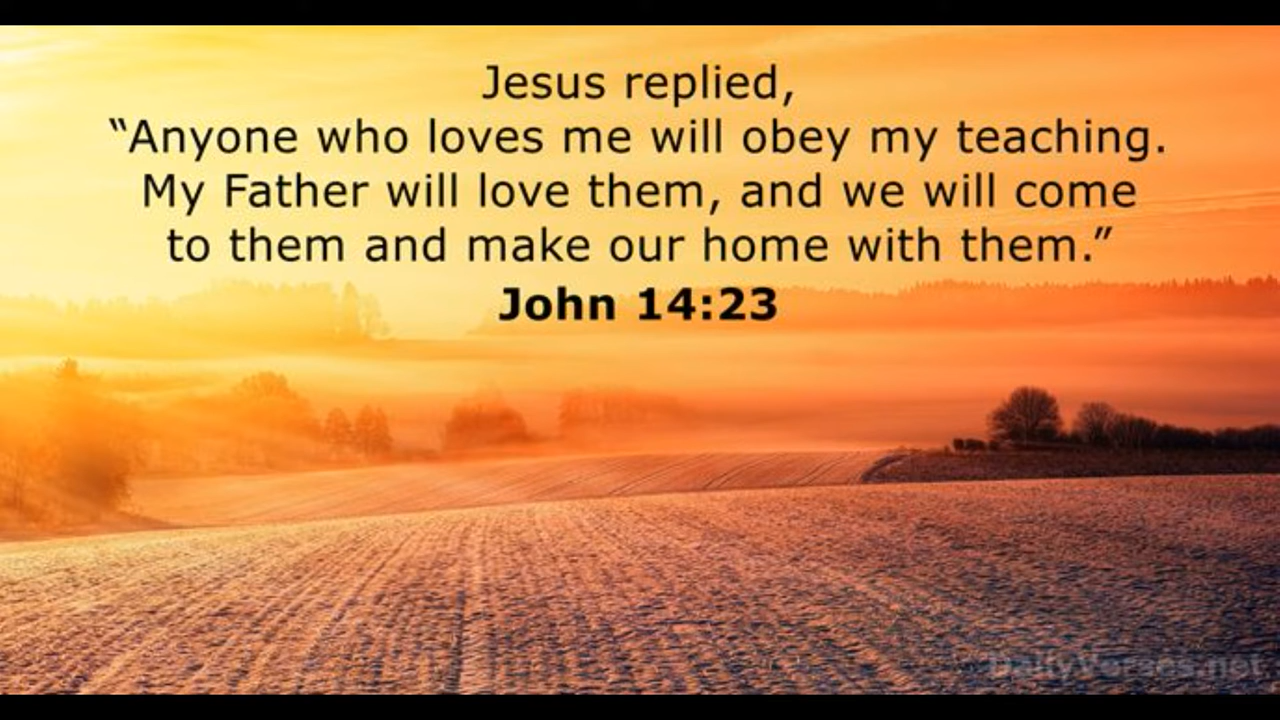 Jesus replied,
“Anyone who loves me will obey my teaching.
My Father will love them, and we will come
to them and make our home with them.”
John 14:23
DailyVerses.net